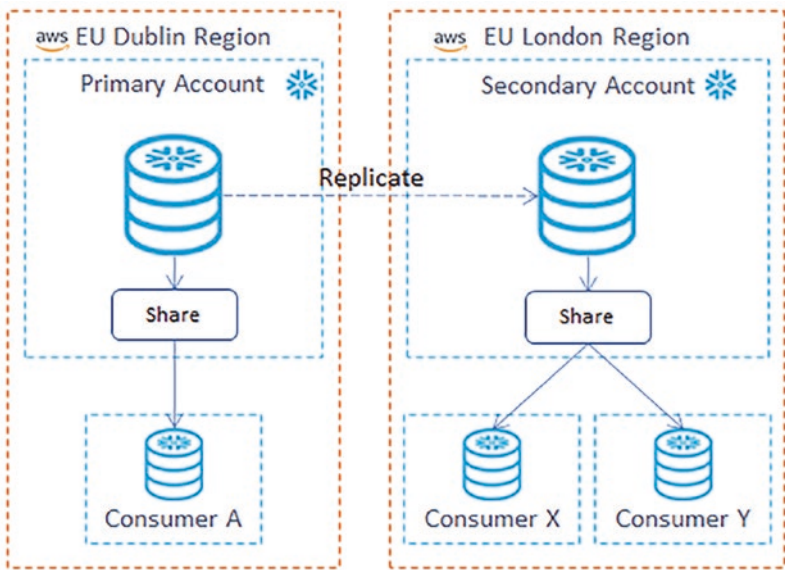 aws EU Dublin Region
Primary Account
Replicate
Share
Consumer A
aws EU London Region
Secondary Account
Share
Consumer X
Consumer Y